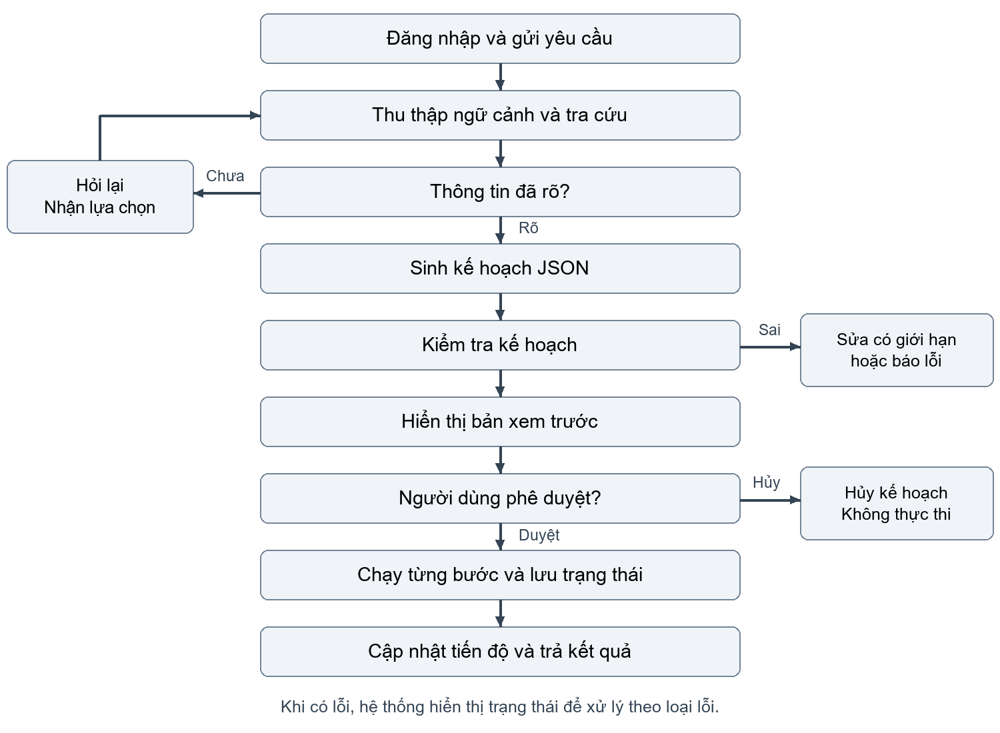 Đăng nhập và gửi yêu cầu
Thu thập ngữ cảnh và tra cứu
Hỏi lại
Nhận lựa chọn
Chưa
Thông tin đã rõ?
Rõ
Sinh kế hoạch JSON
Kiểm tra kế hoạch
Sai
Sửa có giới hạn
hoặc báo lỗi
Hiển thị bản xem trước
Người dùng phê duyệt?
Hủy
Hủy kế hoạch
Không thực thi
Duyệt
Chạy từng bước và lưu trạng thái
Cập nhật tiến độ và trả kết quả
Khi có lỗi, hệ thống hiển thị trạng thái để xử lý theo loại lỗi.